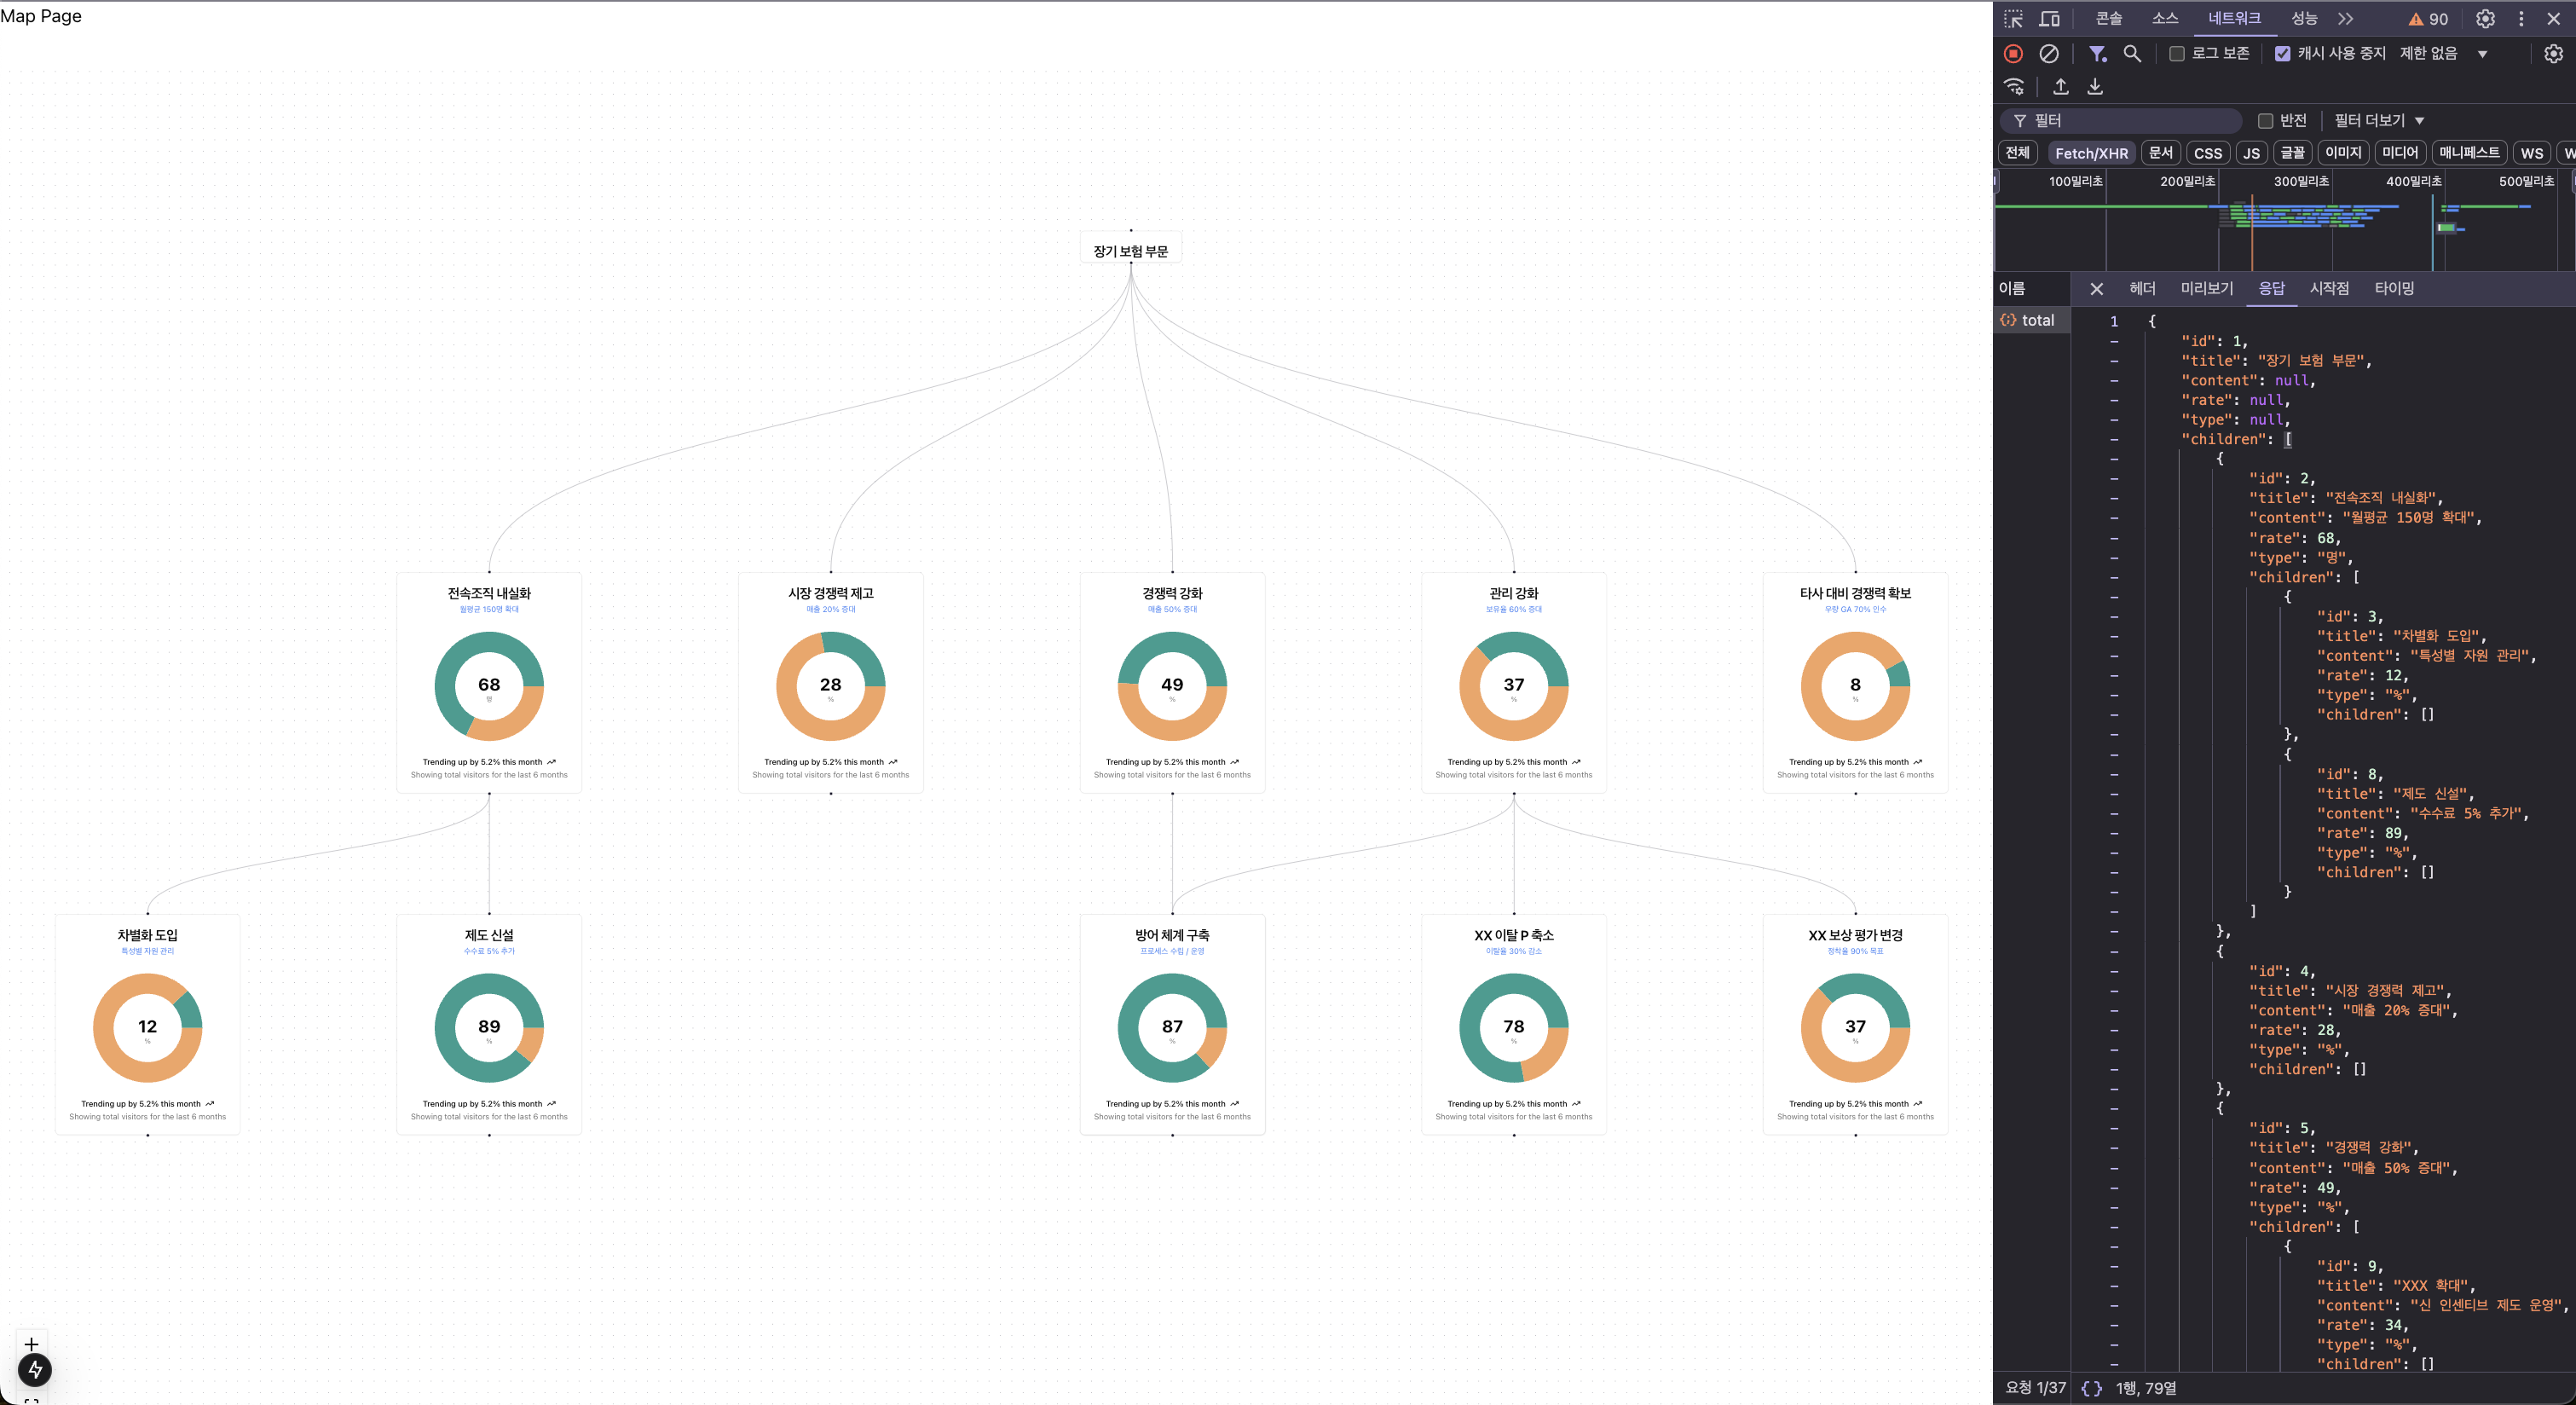 Map Page
장기 보험 부문
전속조직 내실화
월평균 150명 확대
68
명
Trending up by 5.2% this month
Showing total visitors for the last 6 months
시장 경쟁력 제고
매출 20% 증대
28
%
Trending up by 5.2% this month
Showing total visitors for the last 6 months
경쟁력 강화
매출 50% 증대
49
%
Trending up by 5.2% this month
Showing total visitors for the last 6 months
관리 강화
보유율 60% 증대
37
%
Trending up by 5.2% this month
Showing total visitors for the last 6 months
타사 대비 경쟁력 확보
우량 GA 70% 인수
8
%
Trending up by 5.2% this month
Showing total visitors for the last 6 months
차별화 도입
특성별 자원 관리
12
%
Trending up by 5.2% this month
Showing total visitors for the last 6 months
제도 신설
수수료 5% 추가
89
%
Trending up by 5.2% this month
Showing total visitors for the last 6 months
방어 체계 구축
프로세스 수립 / 운영
87
%
Trending up by 5.2% this month
Showing total visitors for the last 6 months
XX 이탈 P 축소
이탈율 30% 감소
78
%
Trending up by 5.2% this month
Showing total visitors for the last 6 months
XX 보상 평가 변경
정착율 90% 목표
37
%
Trending up by 5.2% this month
Showing total visitors for the last 6 months
콘솔 소스 네트워크 성능 90
로그 보존 캐시 사용 중지 제한 없음
필터 반전 필터 더보기
전체 Fetch/XHR 문서 CSS JS 글꼴 이미지 미디어 매니페스트 WS W
100밀리초 200밀리초 300밀리초 400밀리초 500밀리초
이름 헤더 미리보기 응답 시작점 타이밍
total
1 {
"id": 1,
"title": "장기 보험 부문",
"content": null,
"rate": null,
"type": null,
"children": [
{
"id": 2,
"title": "전속조직 내실화",
"content": "월평균 150명 확대",
"rate": 68,
"type": "명",
"children": [
{
"id": 3,
"title": "차별화 도입",
"content": "특성별 자원 관리",
"rate": 12,
"type": "%",
"children": []
},
{
"id": 8,
"title": "제도 신설",
"content": "수수료 5% 추가",
"rate": 89,
"type": "%",
"children": []
}
]
},
{
"id": 4,
"title": "시장 경쟁력 제고",
"content": "매출 20% 증대",
"rate": 28,
"type": "%",
"children": []
},
{
"id": 5,
"title": "경쟁력 강화",
"content": "매출 50% 증대",
"rate": 49,
"type": "%",
"children": [
{
"id": 9,
"title": "XXX 확대",
"content": "신 인센티브 제도 운영",
"rate": 34,
"type": "%",
"children": []
요청 1/37 {} 1행, 79열